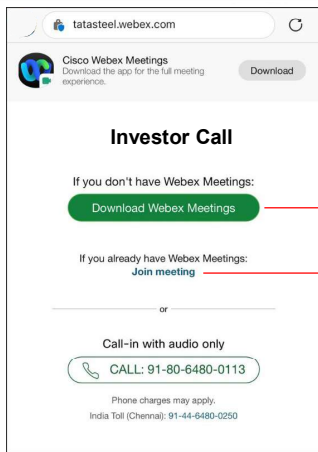 tatasteel.webex.com
Cisco Webex Meetings
Download the app for the full meeting
experience.
Download
Investor Call
If you don't have Webex Meetings:
Download Webex Meetings
If you already have Webex Meetings:
Join meeting
or
Call-in with audio only
CALL: 91-80-6480-0113
Phone charges may apply.
India Toll (Chennai): 91-44-6480-0250